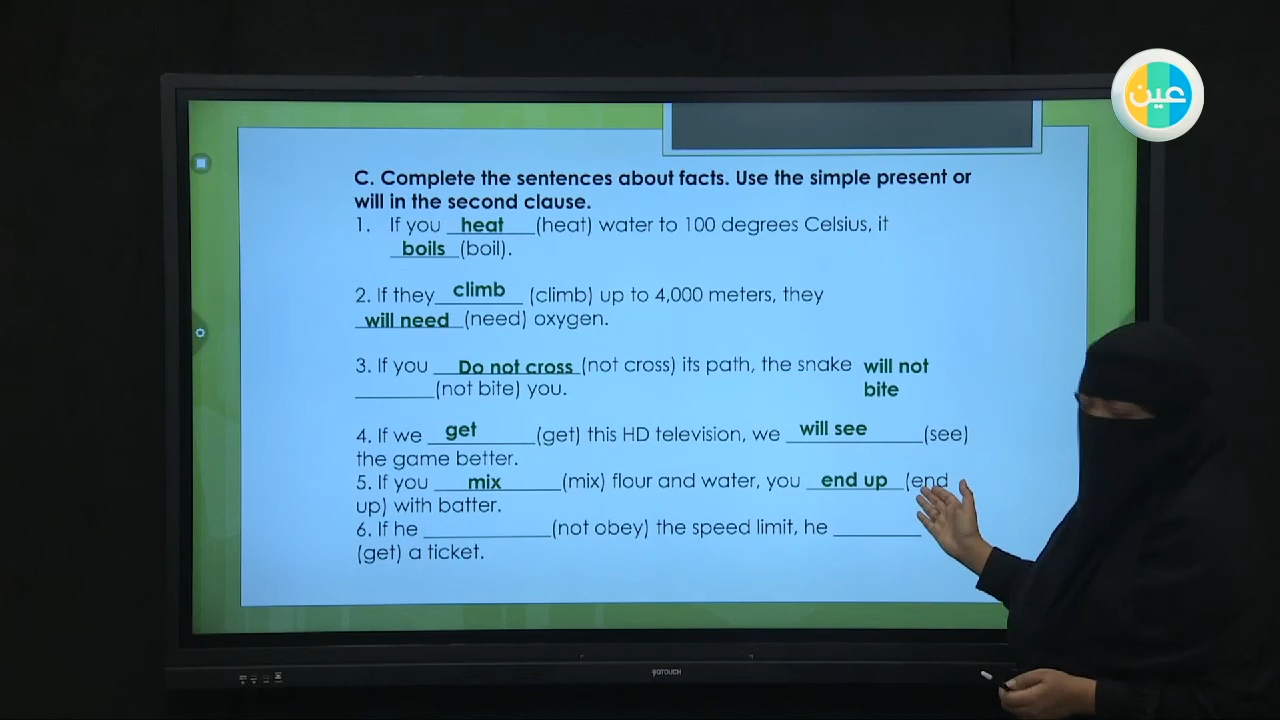 عين
C. Complete the sentences about facts. Use the simple present or
will in the second clause.
1. If you heat (heat) water to 100 degrees Celsius, it
boils (boil).
2. If they climb (climb) up to 4,000 meters, they
will need (need) oxygen.
3. If you Do not cross (not cross) its path, the snake will not
bite
________(not bite) you.
4. If we get (get) this HD television, we will see (see)
the game better.
5. If you mix (mix) flour and water, you end up (end
up) with batter.
6. If he ____________(not obey) the speed limit, he ________
(get) a ticket.